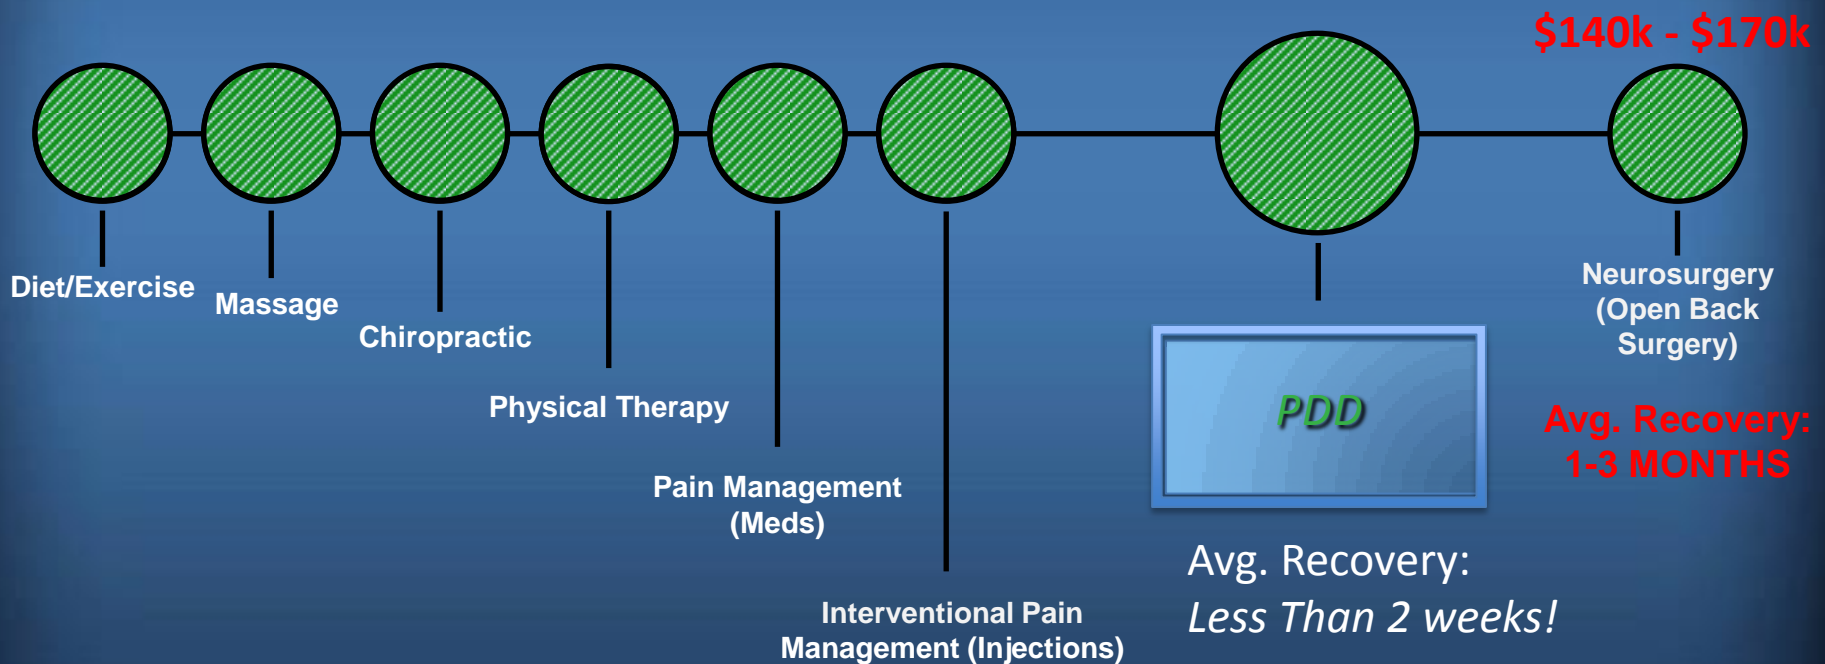 $140k - $170k
Diet/Exercise
Massage
Chiropractic
Physical Therapy
Pain Management
(Meds)
Interventional Pain
Management (Injections)
PDD
Avg. Recovery:
Less Than 2 weeks!
Neurosurgery
(Open Back
Surgery)
Avg. Recovery:
1-3 MONTHS